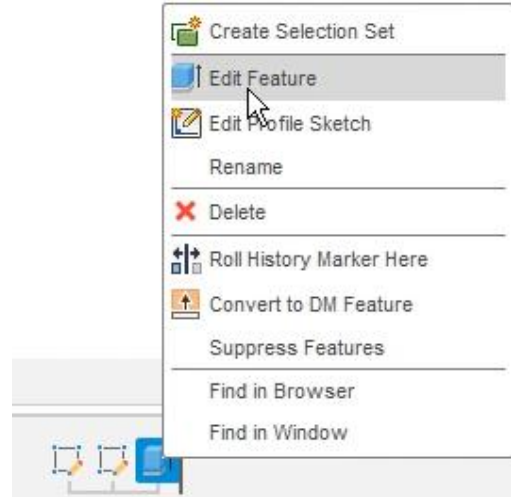 Create Selection Set
Edit Feature
Edit Profile Sketch
Rename
Delete
Roll History Marker Here
Convert to DM Feature
Suppress Features
Find in Browser
Find in Window